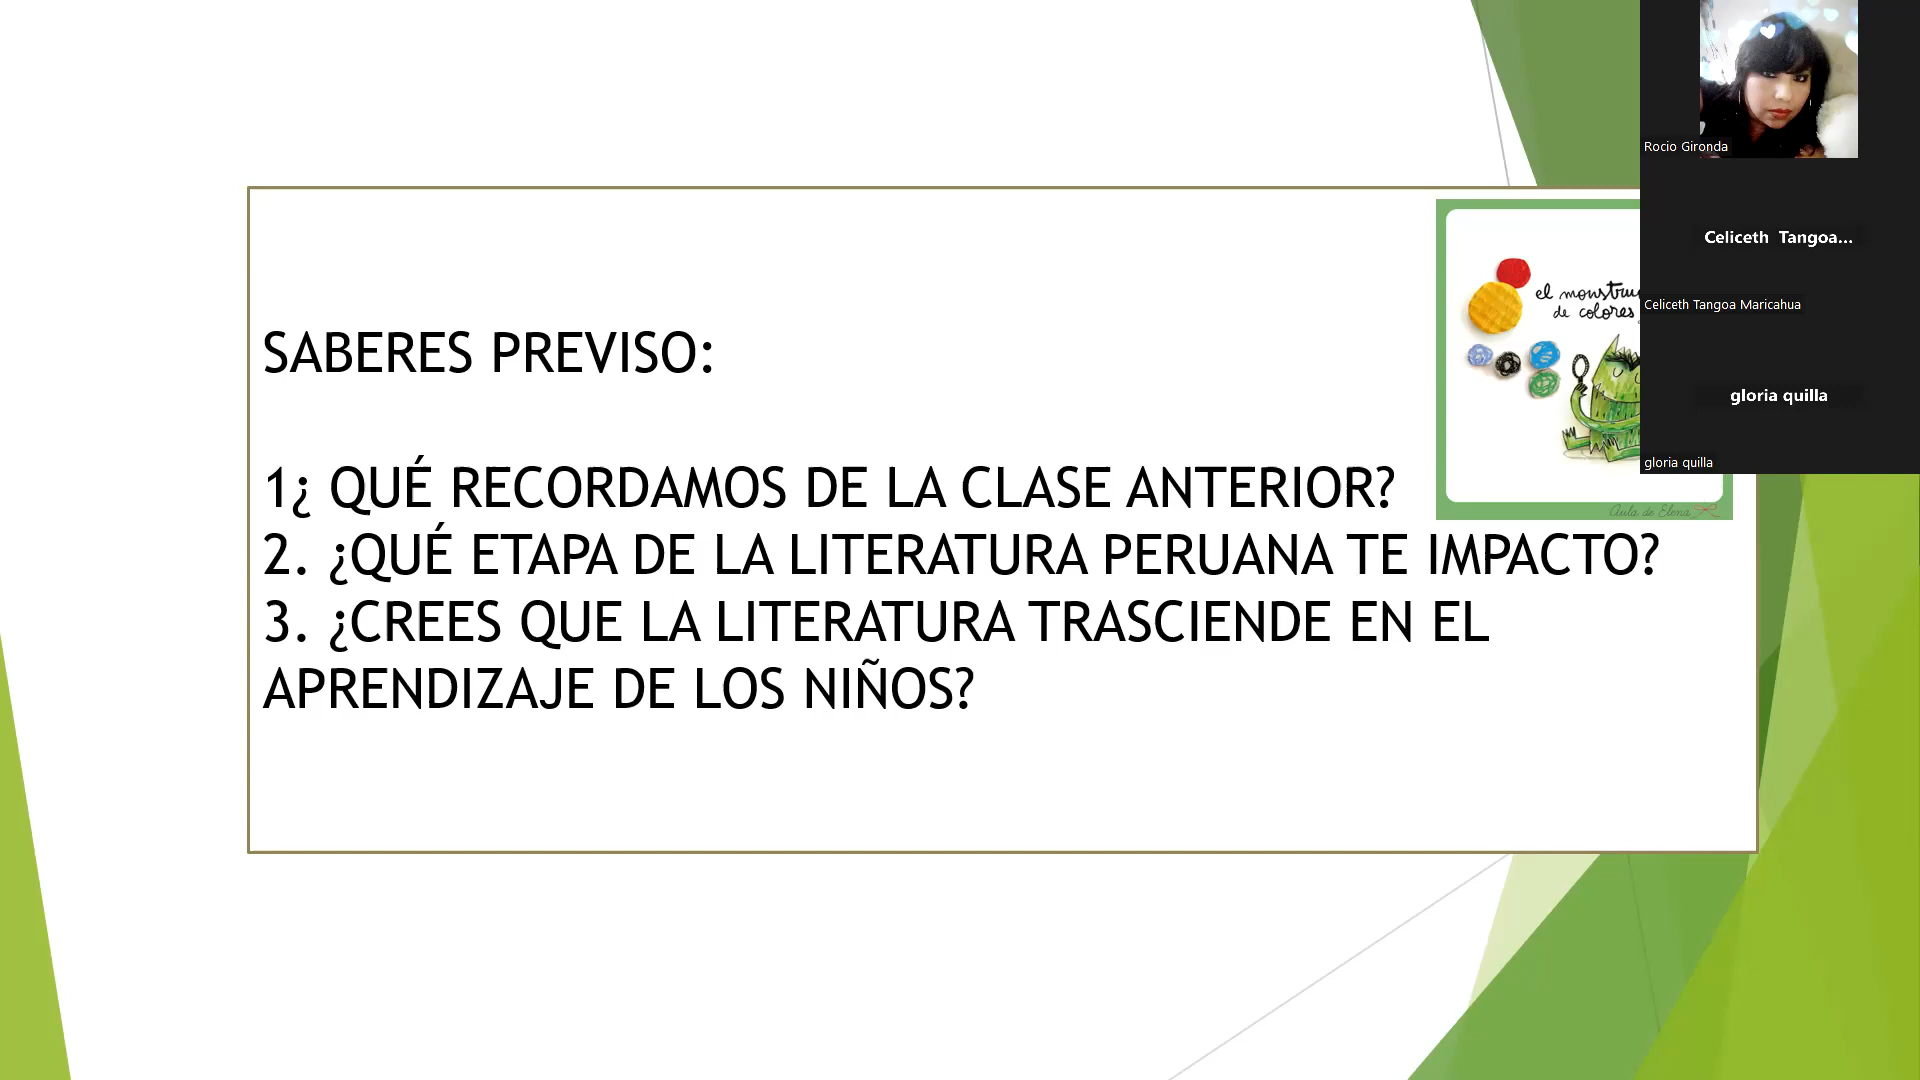 Rocio Gironda
Celiceth Tangoa...
Celiceth Tangoa Maricahua
gloria quilla
gloria quilla
el monstruo
de colores
Aula de Elena
SABERES PREVISO:
1¿ QUÉ RECORDAMOS DE LA CLASE ANTERIOR?
2. ¿QUÉ ETAPA DE LA LITERATURA PERUANA TE IMPACTO?
3. ¿CREES QUE LA LITERATURA TRASCIENDE EN EL
APRENDIZAJE DE LOS NIÑOS?